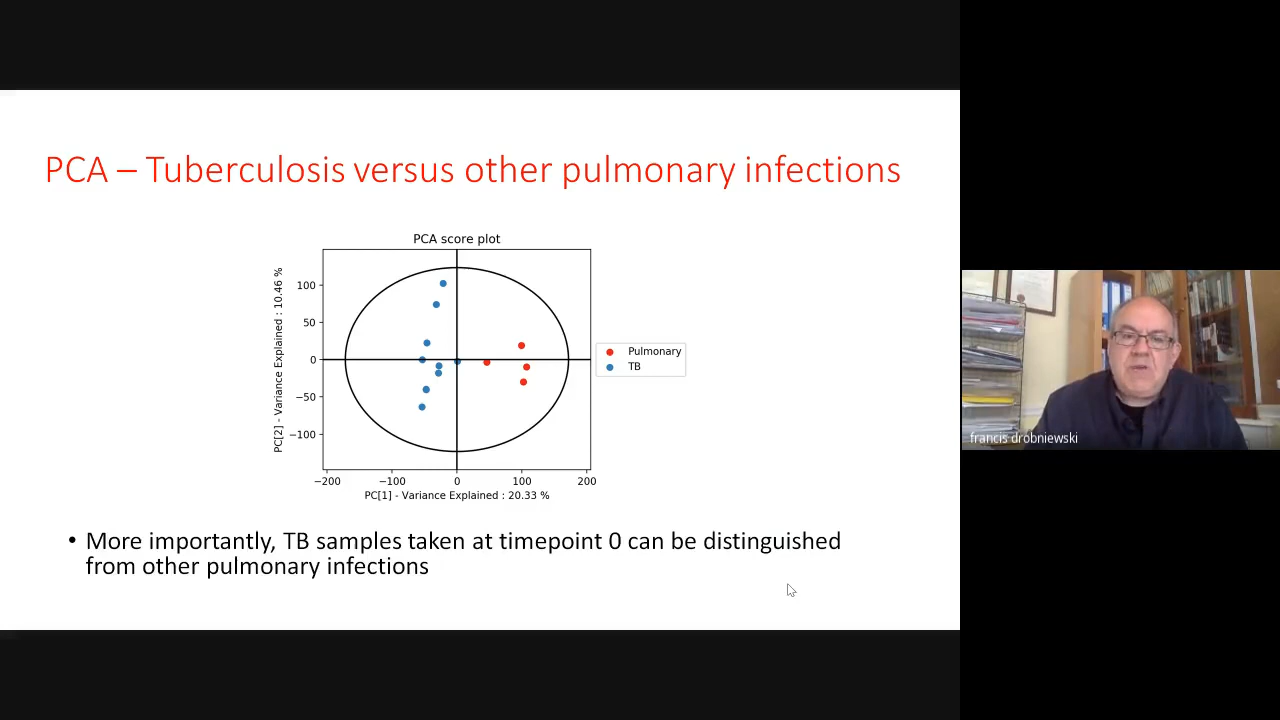 PCA – Tuberculosis versus other pulmonary infections
PCA score plot
PC[2] - Variance Explained : 10.46 %
100
50
0
−50
−100
−200
−100
0
100
200
PC[1] - Variance Explained : 20.33 %
Pulmonary
TB
• More importantly, TB samples taken at timepoint 0 can be distinguished
from other pulmonary infections
francis drobniewski